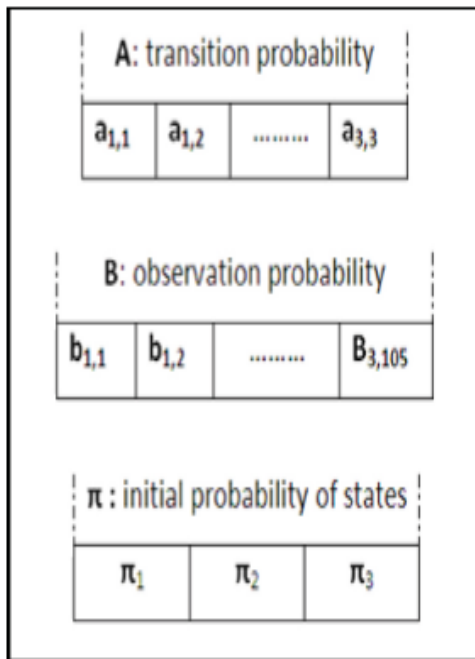 A: transition probability
a1,1 a1,2 ......... a3,3
B: observation probability
b1,1 b1,2 ......... B3,105
π : initial probability of states
π1 π2 π3